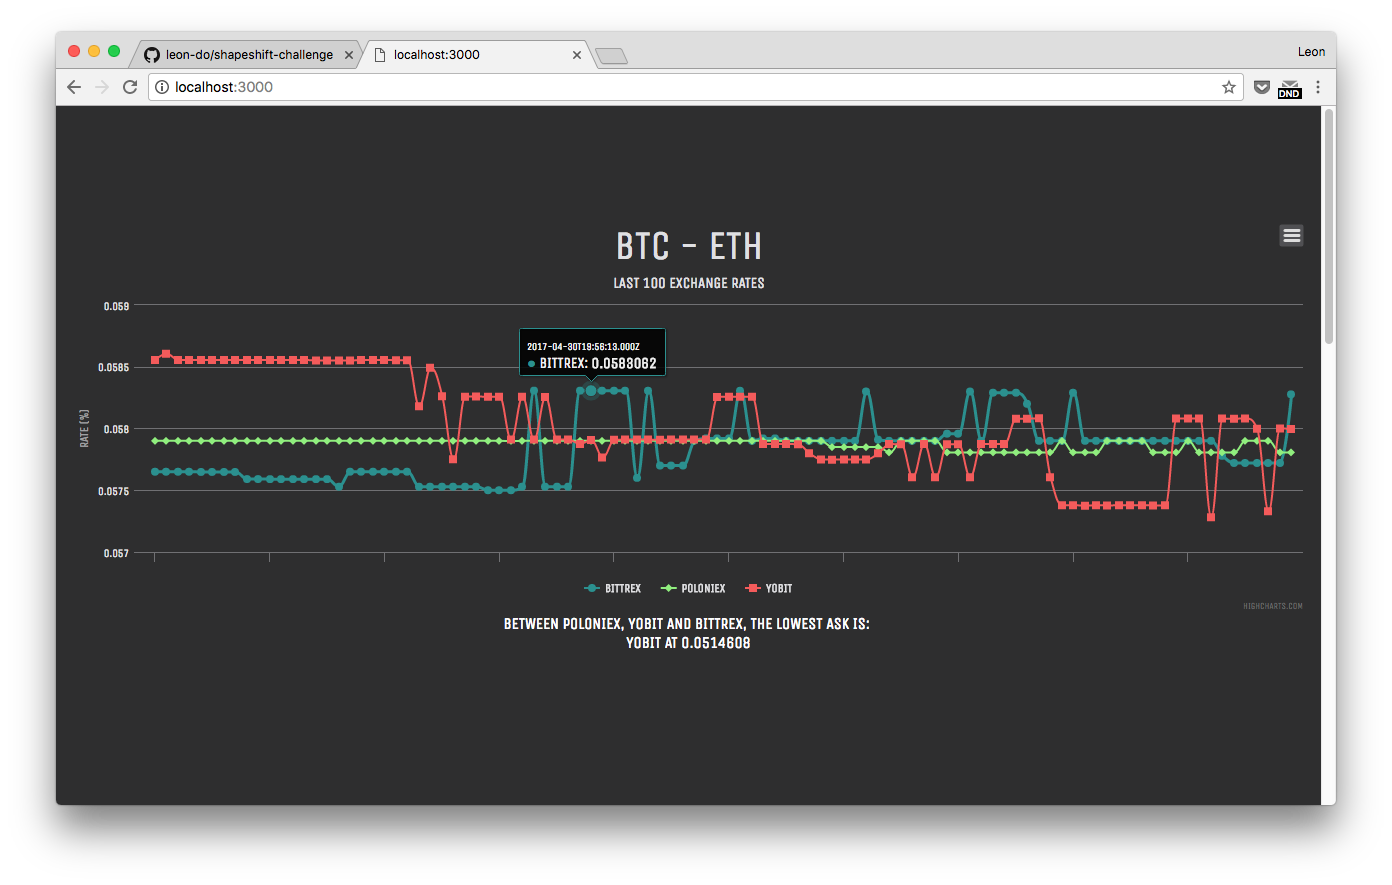 leon-do/shapeshift-challenge
localhost:3000
Leon
localhost:3000
DND
BTC - ETH
LAST 100 EXCHANGE RATES
0.059
0.0585
0.058
0.0575
0.057
RATE (%)
2017-04-30T19:56:13.000Z
BITTREX: 0.0583062
BITTREX
POLONIEX
YOBIT
HIGHCHARTS.COM
BETWEEN POLONIEX, YOBIT AND BITTREX, THE LOWEST ASK IS:
YOBIT AT 0.0514608